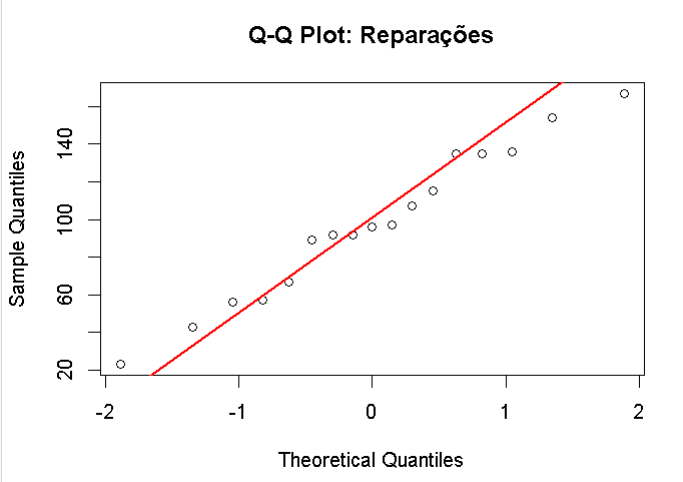 Q-Q Plot: Reparações
Sample Quantiles
140
100
60
20
-2 -1 0 1 2
Theoretical Quantiles